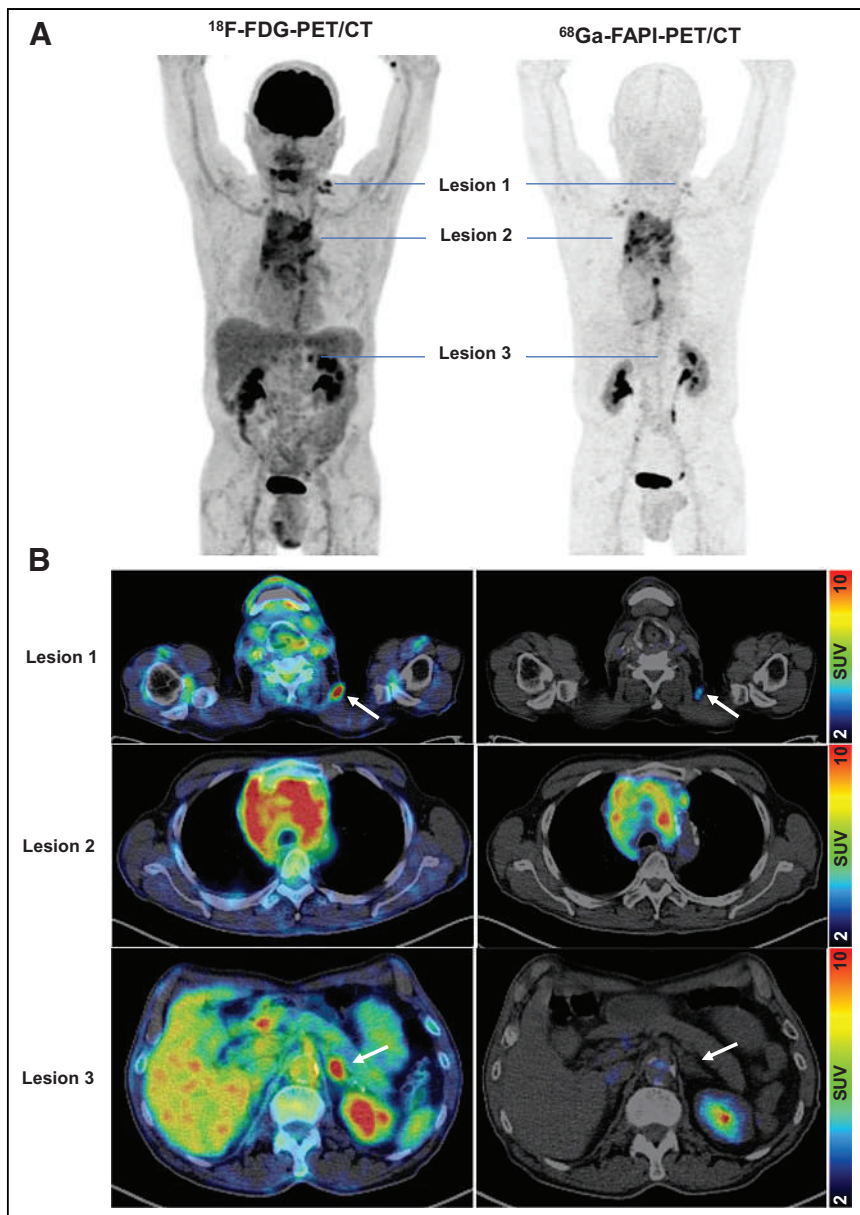 A
¹⁸F-FDG-PET/CT
⁶⁸Ga-FAPI-PET/CT
Lesion 1
Lesion 2
Lesion 3
B
Lesion 1
10
SUV
2
Lesion 2
10
SUV
2
Lesion 3
10
SUV
2